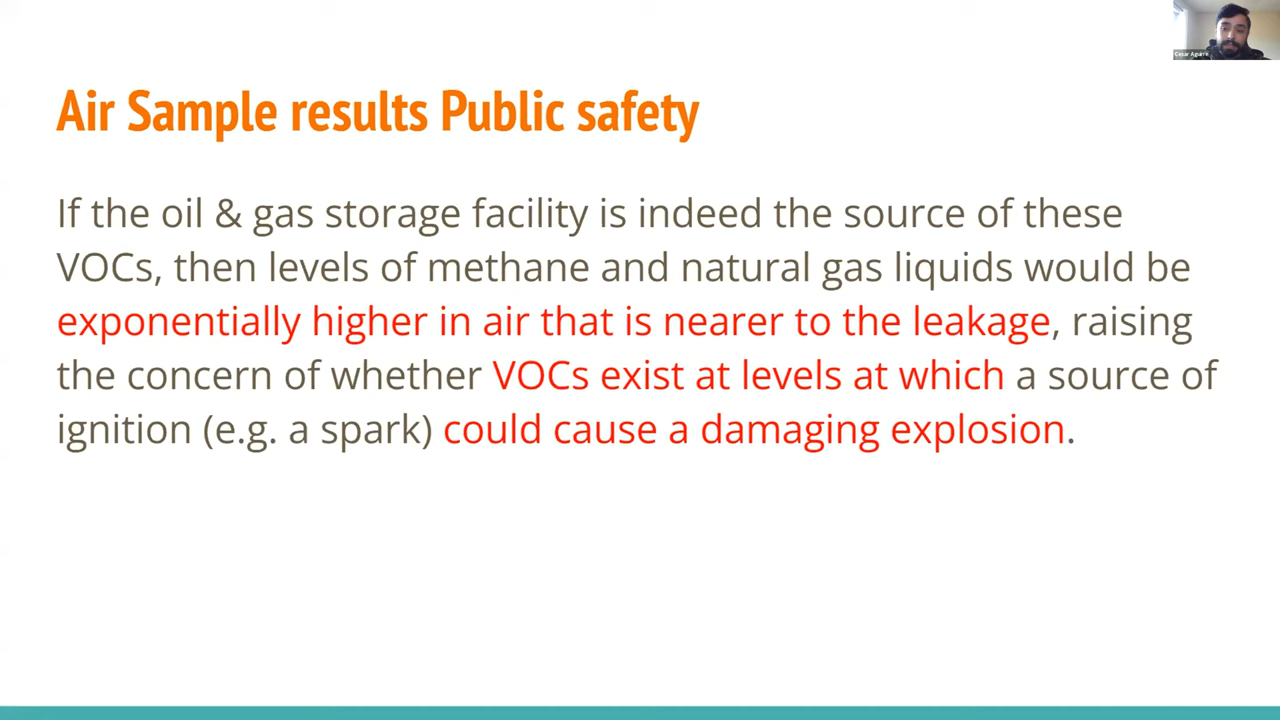 Cesar Aguirre
Air Sample results Public safety
If the oil & gas storage facility is indeed the source of these
VOCs, then levels of methane and natural gas liquids would be
exponentially higher in air that is nearer to the leakage, raising
the concern of whether VOCs exist at levels at which a source of
ignition (e.g. a spark) could cause a damaging explosion.